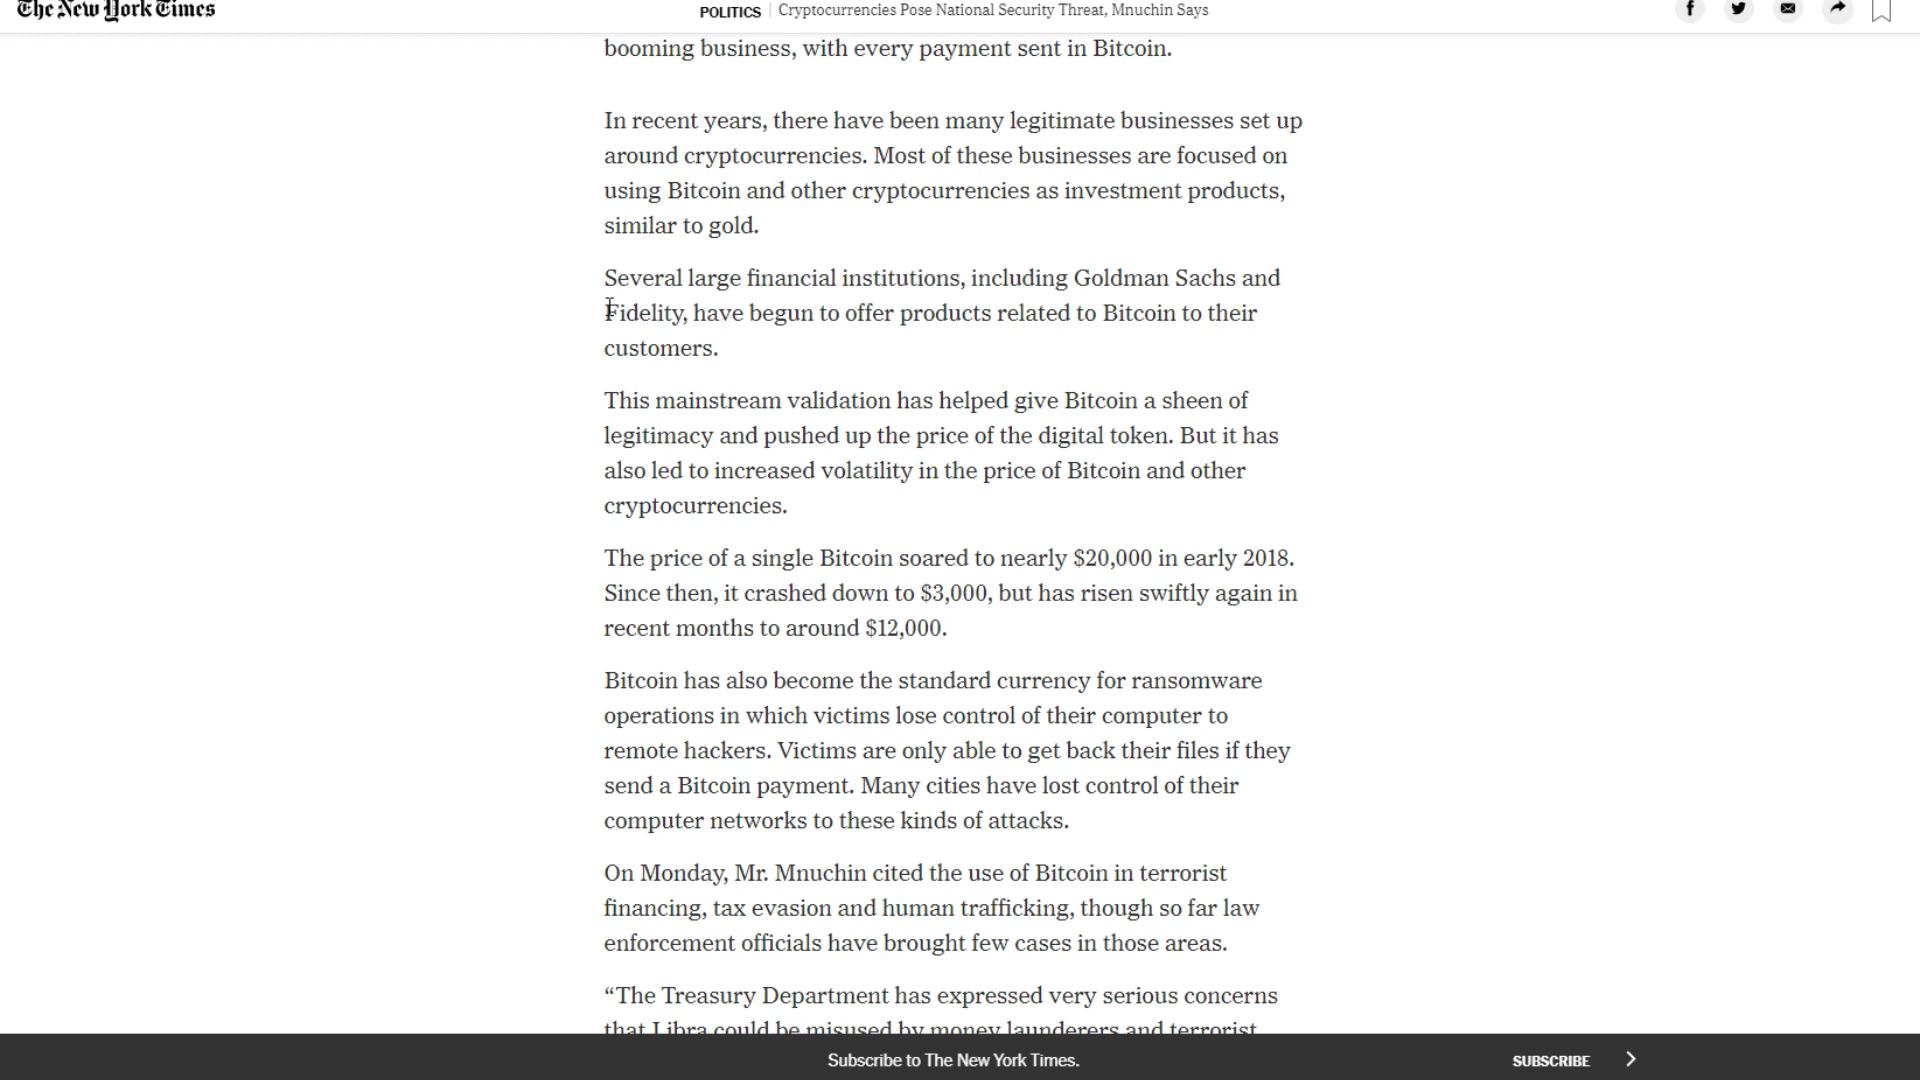 The New York Times
POLITICS | Cryptocurrencies Pose National Security Threat, Mnuchin Says
booming business, with every payment sent in Bitcoin.
In recent years, there have been many legitimate businesses set up
around cryptocurrencies. Most of these businesses are focused on
using Bitcoin and other cryptocurrencies as investment products,
similar to gold.
Several large financial institutions, including Goldman Sachs and
Fidelity, have begun to offer products related to Bitcoin to their
customers.
This mainstream validation has helped give Bitcoin a sheen of
legitimacy and pushed up the price of the digital token. But it has
also led to increased volatility in the price of Bitcoin and other
cryptocurrencies.
The price of a single Bitcoin soared to nearly $20,000 in early 2018.
Since then, it crashed down to $3,000, but has risen swiftly again in
recent months to around $12,000.
Bitcoin has also become the standard currency for ransomware
operations in which victims lose control of their computer to
remote hackers. Victims are only able to get back their files if they
send a Bitcoin payment. Many cities have lost control of their
computer networks to these kinds of attacks.
On Monday, Mr. Mnuchin cited the use of Bitcoin in terrorist
financing, tax evasion and human trafficking, though so far law
enforcement officials have brought few cases in those areas.
“The Treasury Department has expressed very serious concerns
that Libra could be misused by money launderers and terrorist
Subscribe to The New York Times.
SUBSCRIBE